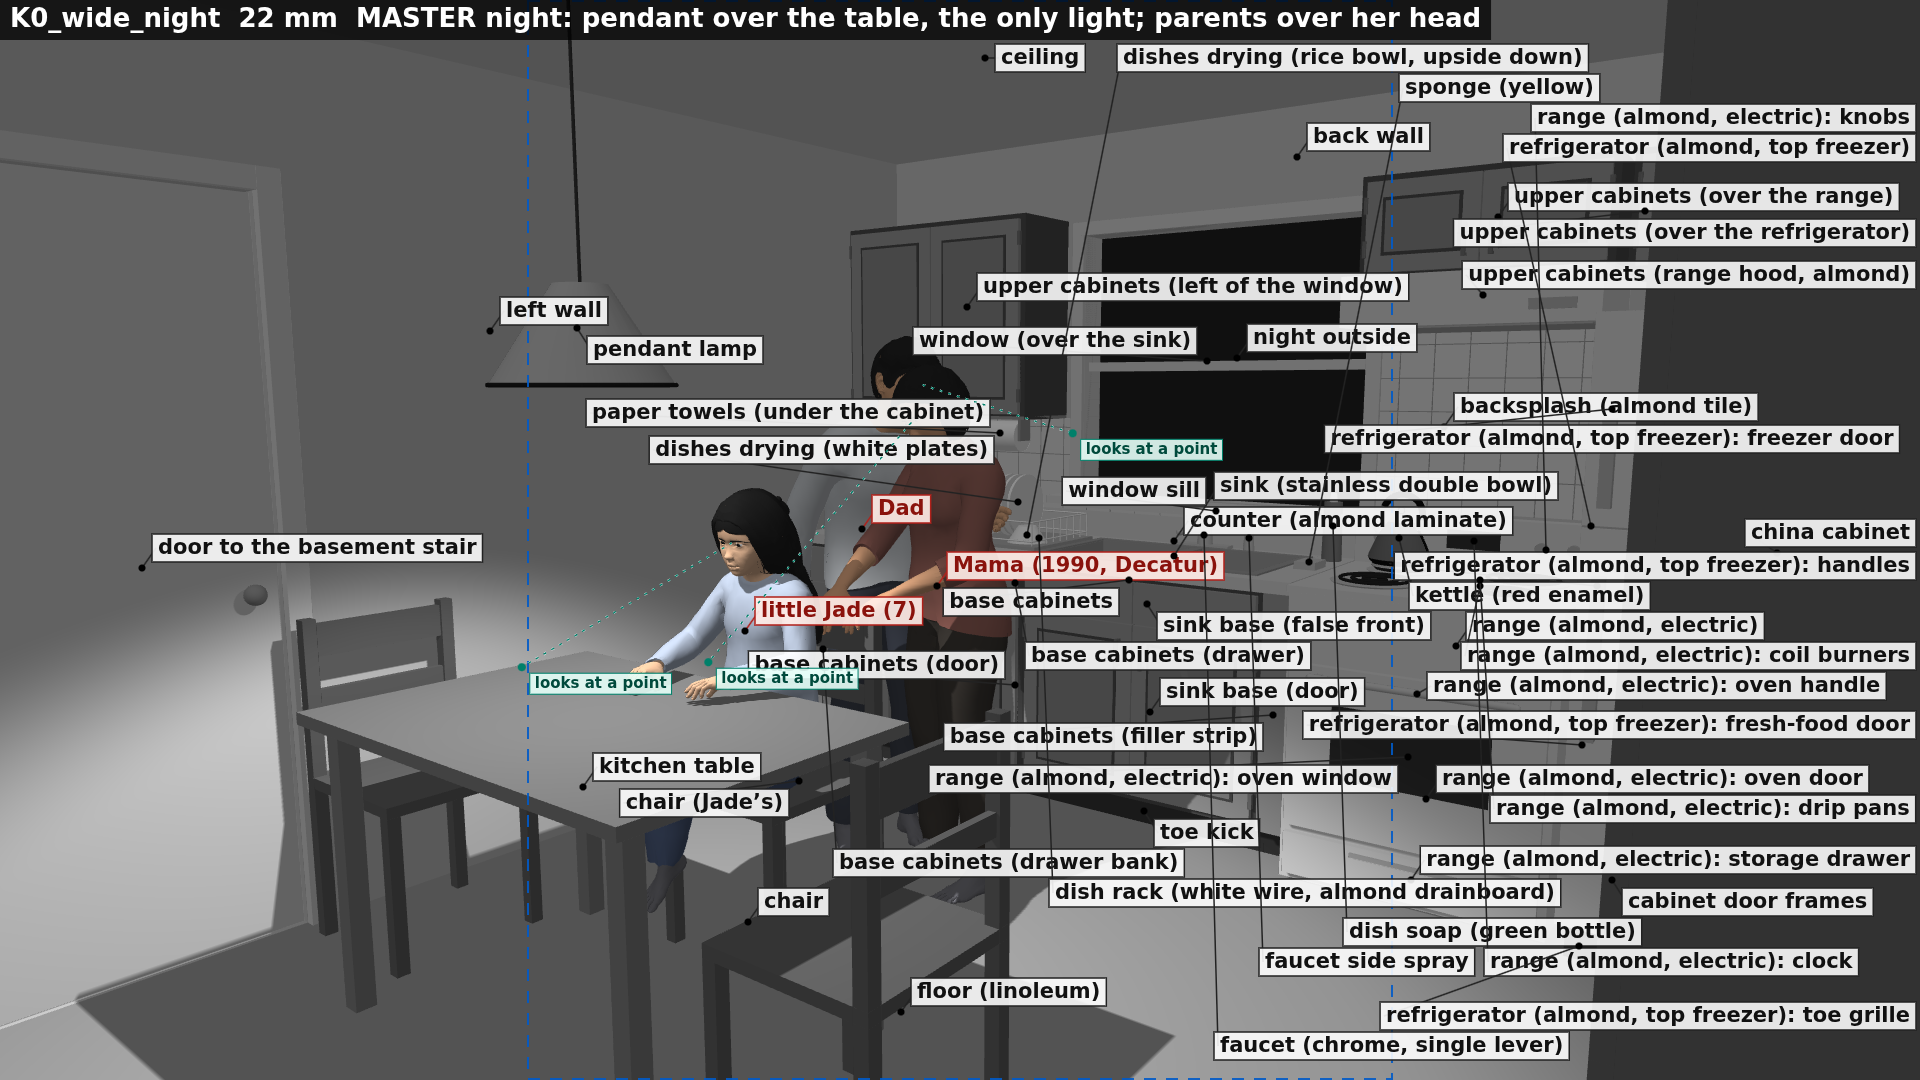 K0_wide_night 22 mm MASTER night: pendant over the table, the only light; parents over her head
ceiling
dishes drying (rice bowl, upside down)
sponge (yellow)
range (almond, electric): knobs
back wall
refrigerator (almond, top freezer)
upper cabinets (over the range)
upper cabinets (over the refrigerator)
upper cabinets (range hood, almond)
upper cabinets (left of the window)
left wall
pendant lamp
window (over the sink)
night outside
paper towels (under the cabinet)
backsplash (almond tile)
refrigerator (almond, top freezer): freezer door
dishes drying (white plates)
looks at a point
window sill
sink (stainless double bowl)
Dad
counter (almond laminate)
china cabinet
door to the basement stair
Mama (1990, Decatur)
refrigerator (almond, top freezer): handles
base cabinets
kettle (red enamel)
little Jade (7)
sink base (false front)
range (almond, electric)
base cabinets (door)
base cabinets (drawer)
range (almond, electric): coil burners
looks at a point
looks at a point
sink base (door)
range (almond, electric): oven handle
refrigerator (almond, top freezer): fresh-food door
base cabinets (filler strip)
kitchen table
range (almond, electric): oven window
range (almond, electric): oven door
chair (Jade’s)
range (almond, electric): drip pans
toe kick
base cabinets (drawer bank)
range (almond, electric): storage drawer
dish rack (white wire, almond drainboard)
chair
cabinet door frames
dish soap (green bottle)
faucet side spray
range (almond, electric): clock
floor (linoleum)
refrigerator (almond, top freezer): toe grille
faucet (chrome, single lever)